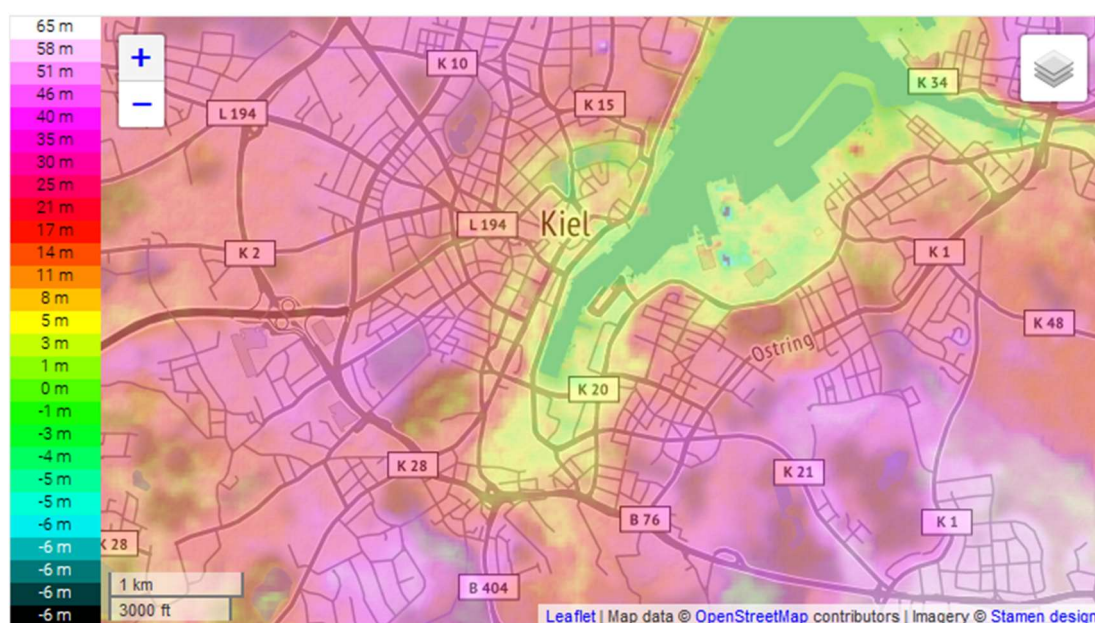 65 m
58 m
51 m
46 m
40 m
35 m
30 m
25 m
21 m
17 m
14 m
11 m
8 m
5 m
3 m
1 m
0 m
-1 m
-3 m
-4 m
-5 m
-5 m
-6 m
-6 m
-6 m
-6 m
-6 m
+
−
K 10
K 34
L 194
K 15
L 194
Kiel
K 2
K 1
K 48
Ostring
K 20
K 28
K 21
B 76
K 1
K 28
B 404
1 km
3000 ft
Leaflet | Map data © OpenStreetMap contributors | Imagery © Stamen design